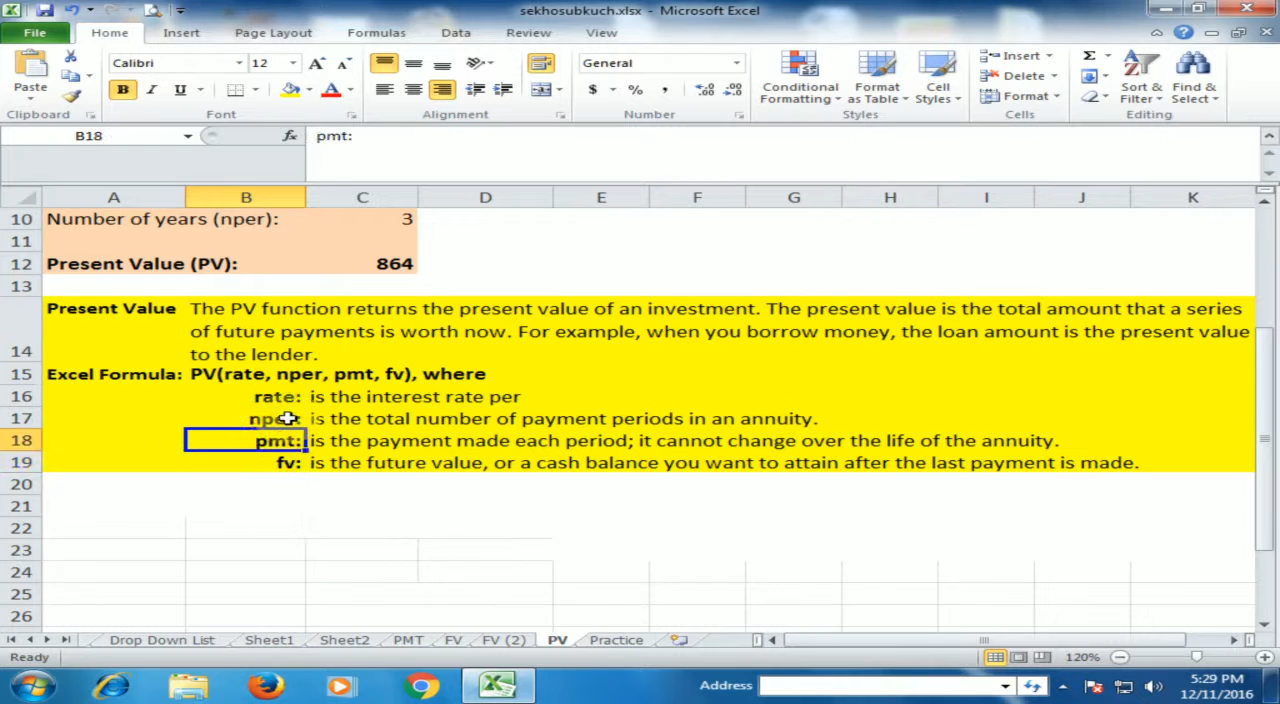 sekhosubkuch.xlsx - Microsoft Excel
File Home Insert Page Layout Formulas Data Review View
Paste
Calibri 12
B I U A
General
$ % ,
Conditional Formatting
Format as Table
Cell Styles
Insert
Delete
Format
Σ
Sort & Filter
Find & Select
Clipboard Font Alignment Number Styles Cells Editing
B18 fx pmt:
A B C D E F G H I J K
10 Number of years (nper): 3
11
12 Present Value (PV): 864
13
Present Value The PV function returns the present value of an investment. The present value is the total amount that a series
of future payments is worth now. For example, when you borrow money, the loan amount is the present value
14 to the lender.
15 Excel Formula: PV(rate, nper, pmt, fv), where
16 rate: is the interest rate per
17 nper: is the total number of payment periods in an annuity.
18 pmt: is the payment made each period; it cannot change over the life of the annuity.
19 fv: is the future value, or a cash balance you want to attain after the last payment is made.
20
21
22
23
24
25
26
Drop Down List Sheet1 Sheet2 PMT FV FV (2) PV Practice
Ready 120%
Address 5:29 PM
12/11/2016